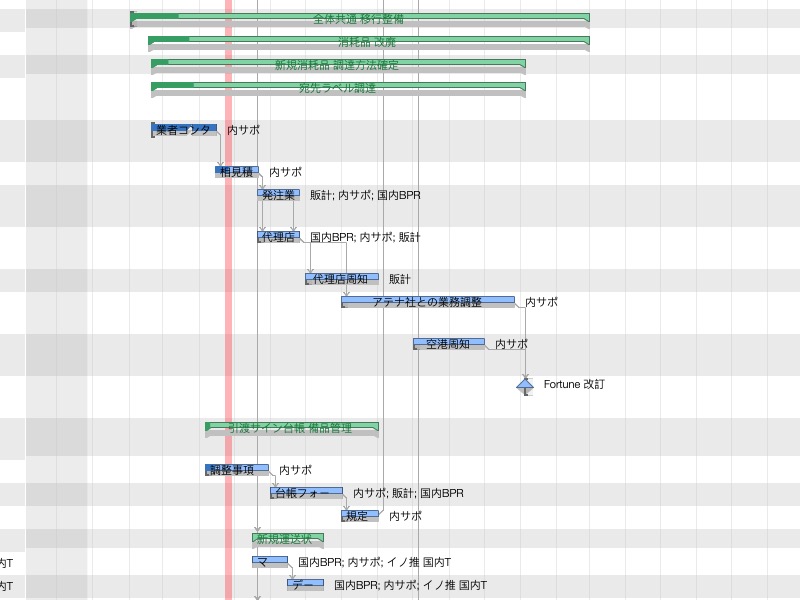 全体共通 移行整備
消耗品 改廃
新規消耗品 調達方法確定
宛先ラベル調達
業者コンタ 内サポ
相見積 内サポ
発注業 販計; 内サポ; 国内BPR
代理店 国内BPR; 内サポ; 販計
代理店周知 販計
アテナ社との業務調整 内サポ
空港周知 内サポ
Fortune 改訂
引渡サイン台帳 備品管理
調整事項 内サポ
台帳フォー 内サポ; 販計; 国内BPR
規定 内サポ
新規運送状
内T マ 国内BPR; 内サポ; イノ推 国内T
内T デー 国内BPR; 内サポ; イノ推 国内T